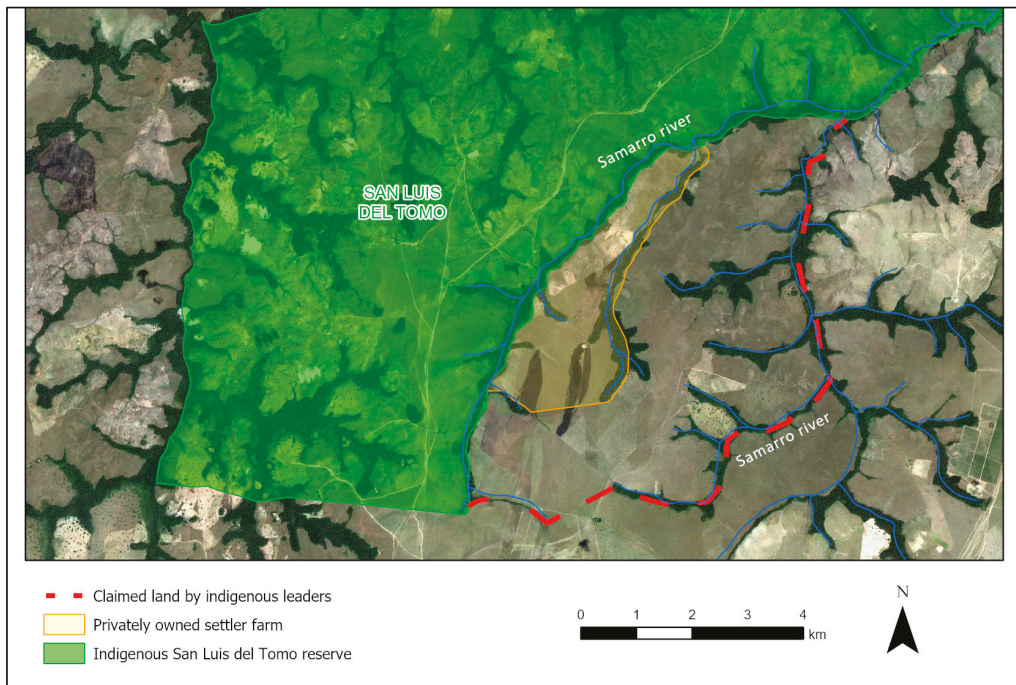 Samarro river
SAN LUIS
DEL TOMO
Samarro river
Claimed land by indigenous leaders
Privately owned settler farm
Indigenous San Luis del Tomo reserve
0 1 2 3 4
km
N